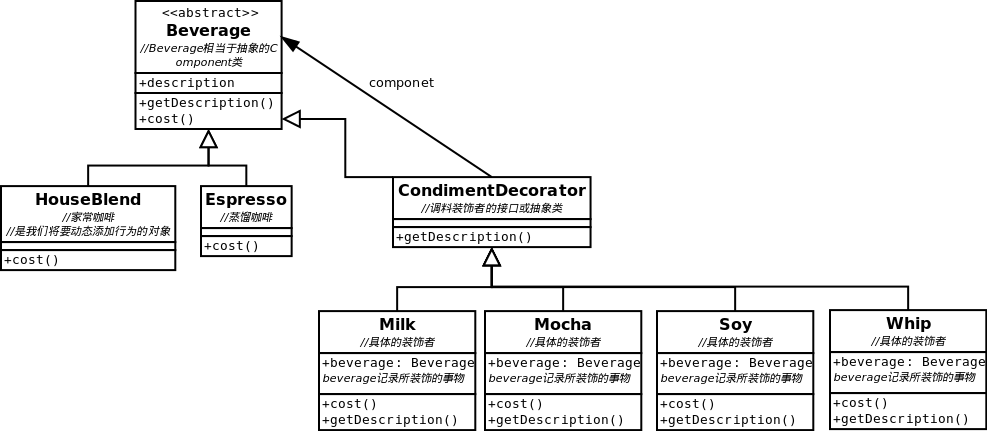 <<abstract>>
Beverage
//Beverage相当于抽象的C
omponent类
+description
+getDescription()
+cost()
componet
HouseBlend
//家常咖啡
//是我们将要动态添加行为的对象
+cost()
Espresso
//蒸馏咖啡
+cost()
CondimentDecorator
//调料装饰者的接口或抽象类
+getDescription()
Milk
//具体的装饰者
+beverage: Beverage
beverage记录所装饰的事物
+cost()
+getDescription()
Mocha
//具体的装饰者
+beverage: Beverage
beverage记录所装饰的事物
+cost()
+getDescription()
Soy
//具体的装饰者
+beverage: Beverage
beverage记录所装饰的事物
+cost()
+getDescription()
Whip
//具体的装饰者
+beverage: Beverage
beverage记录所装饰的事物
+cost()
+getDescription()